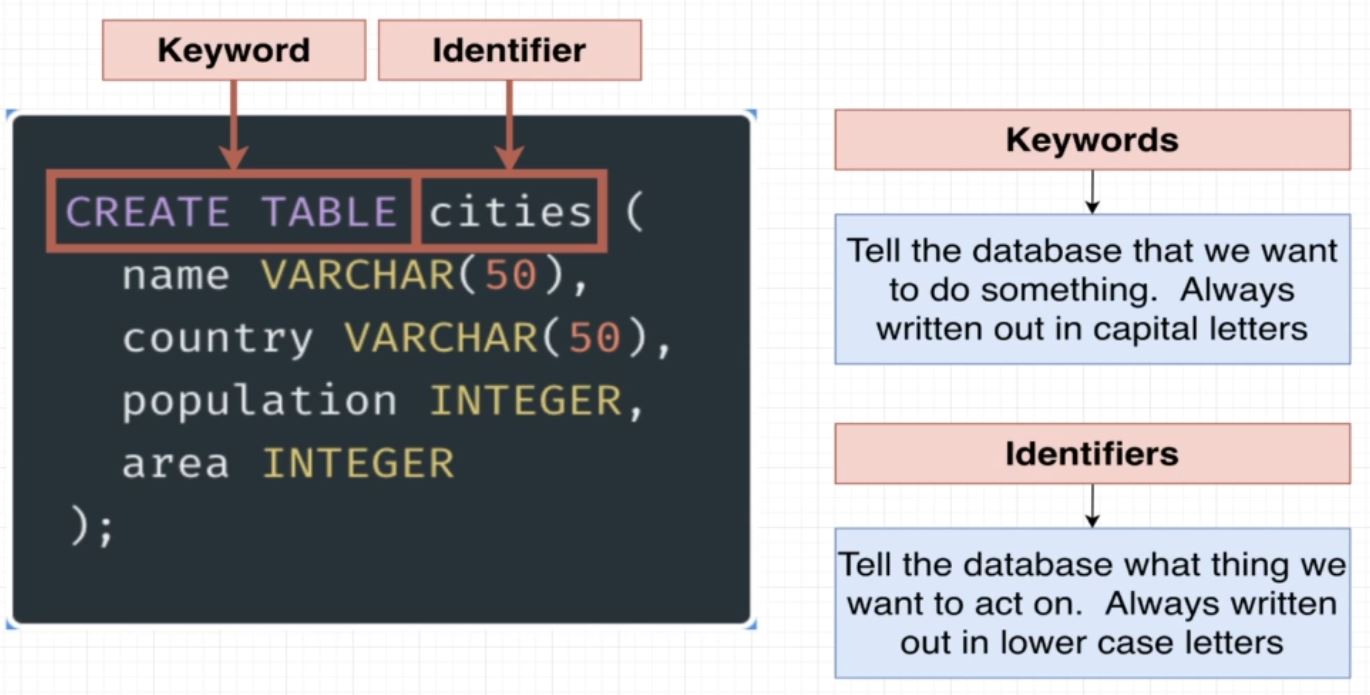 Keyword
Identifier
CREATE TABLE cities (
name VARCHAR(50),
country VARCHAR(50),
population INTEGER,
area INTEGER
);
Keywords
Tell the database that we want
to do something.  Always
written out in capital letters
Identifiers
Tell the database what thing we
want to act on.  Always written
out in lower case letters